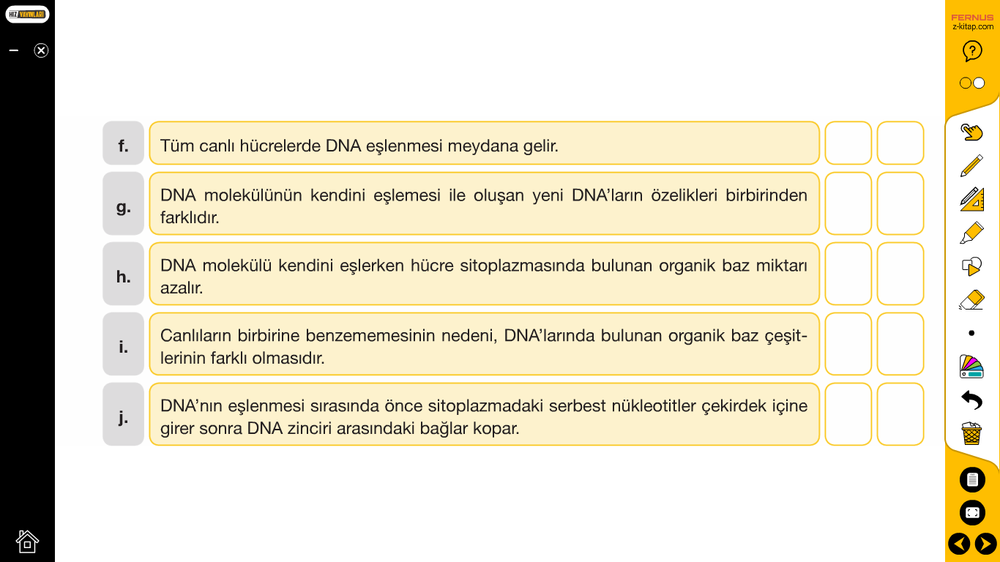 HIZ YAYINLARI
FERNUS
z-kitap.com
f.
Tüm canlı hücrelerde DNA eşlenmesi meydana gelir.
g.
DNA molekülünün kendini eşlemesi ile oluşan yeni DNA’ların özelikleri birbirinden
farklıdır.
h.
DNA molekülü kendini eşlerken hücre sitoplazmasında bulunan organik baz miktarı
azalır.
i.
Canlıların birbirine benzememesinin nedeni, DNA’larında bulunan organik baz çeşit-
lerinin farklı olmasıdır.
j.
DNA’nın eşlenmesi sırasında önce sitoplazmadaki serbest nükleotitler çekirdek içine
girer sonra DNA zinciri arasındaki bağlar kopar.